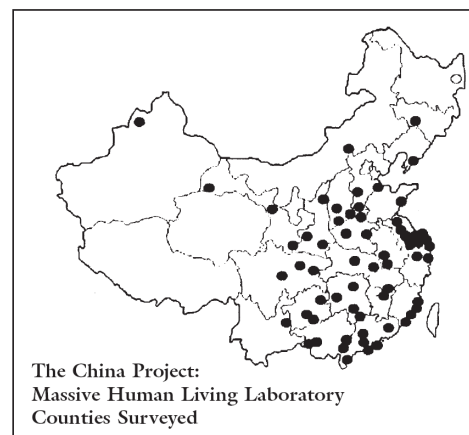 The China Project:
Massive Human Living Laboratory
Counties Surveyed